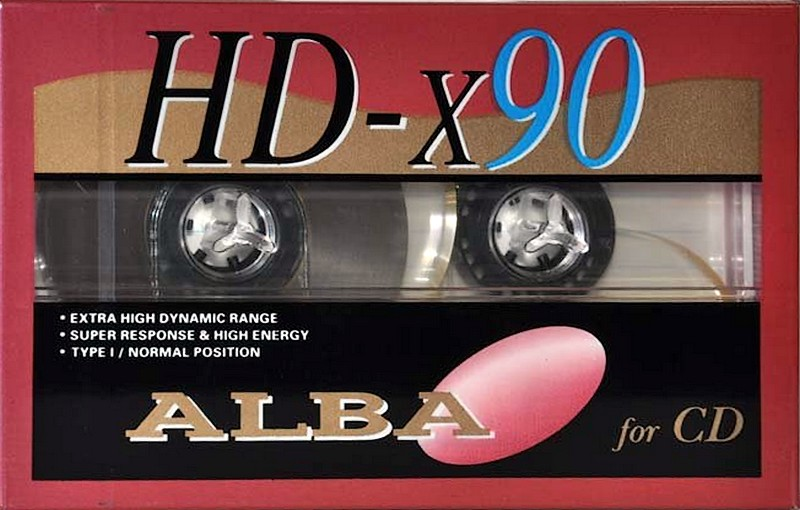 HD-x90
• EXTRA HIGH DYNAMIC RANGE
• SUPER RESPONSE & HIGH ENERGY
• TYPE I / NORMAL POSITION
ALBA
for CD